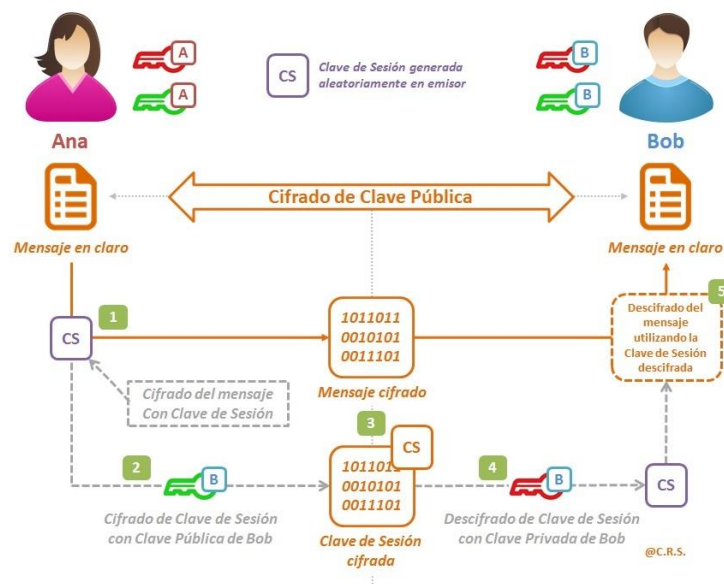 A
A
CS
Clave de Sesión generada
aleatoriamente en emisor
B
B
Ana
Bob
Cifrado de Clave Pública
Mensaje en claro
Mensaje en claro
1
CS
1011011
0010101
0011101
Mensaje cifrado
5
Descifrado del
mensaje
utilizando la
Clave de Sesión
descifrada
Cifrado del mensaje
Con Clave de Sesión
2
B
Cifrado de Clave de Sesión
con Clave Pública de Bob
3
CS
1011011
0010101
0011101
Clave de Sesión
cifrada
4
B
Descifrado de Clave de Sesión
con Clave Privada de Bob
CS
@C.R.S.